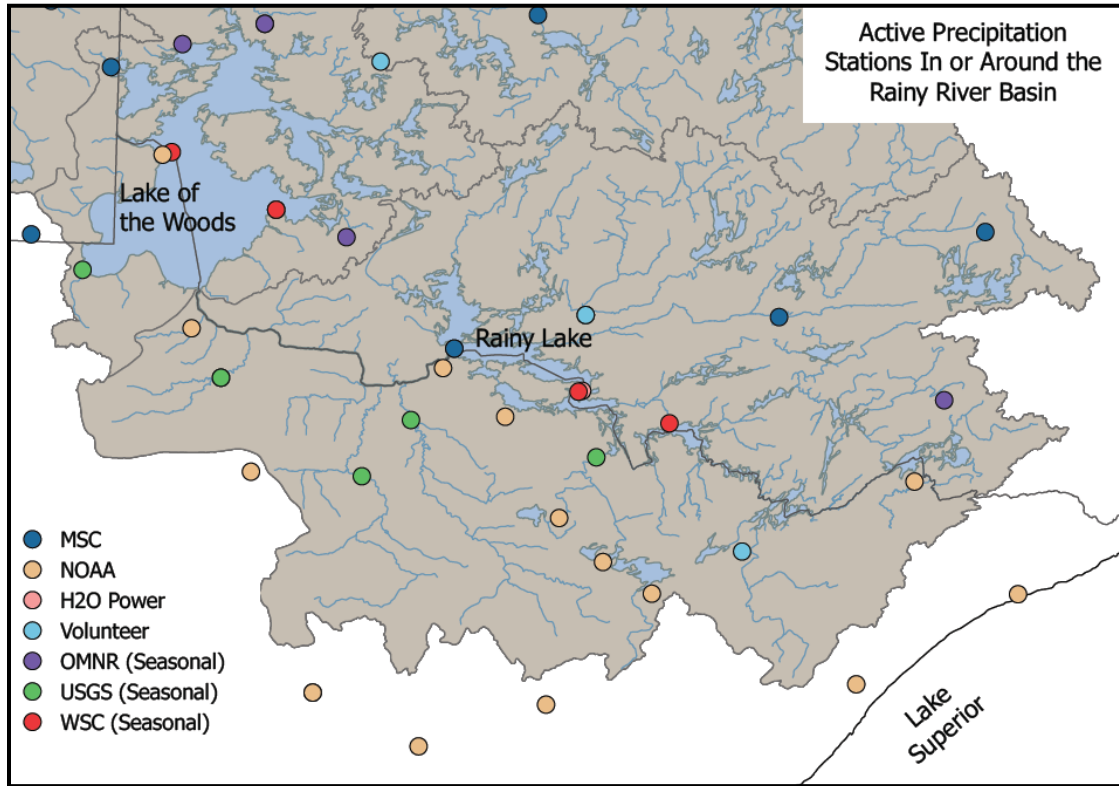 Active Precipitation
Stations In or Around the
Rainy River Basin
Lake of
the Woods
Rainy Lake
MSC
NOAA
H2O Power
Volunteer
OMNR (Seasonal)
USGS (Seasonal)
WSC (Seasonal)
Lake
Superior